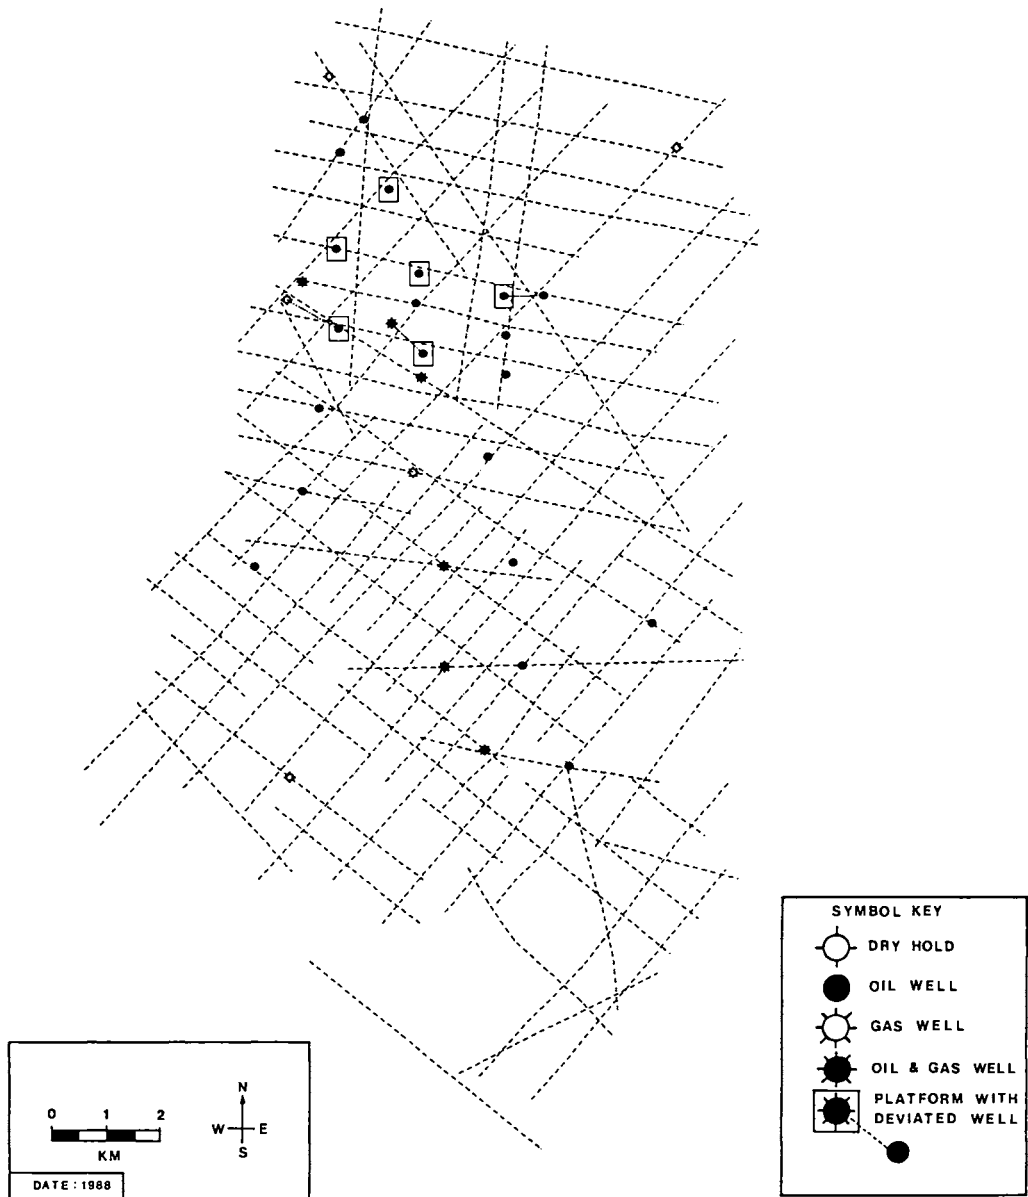 SYMBOL KEY
DRY HOLD
OIL WELL
GAS WELL
OIL & GAS WELL
PLATFORM WITH
DEVIATED WELL
0 1 2
KM
N
W E
S
DATE : 1988